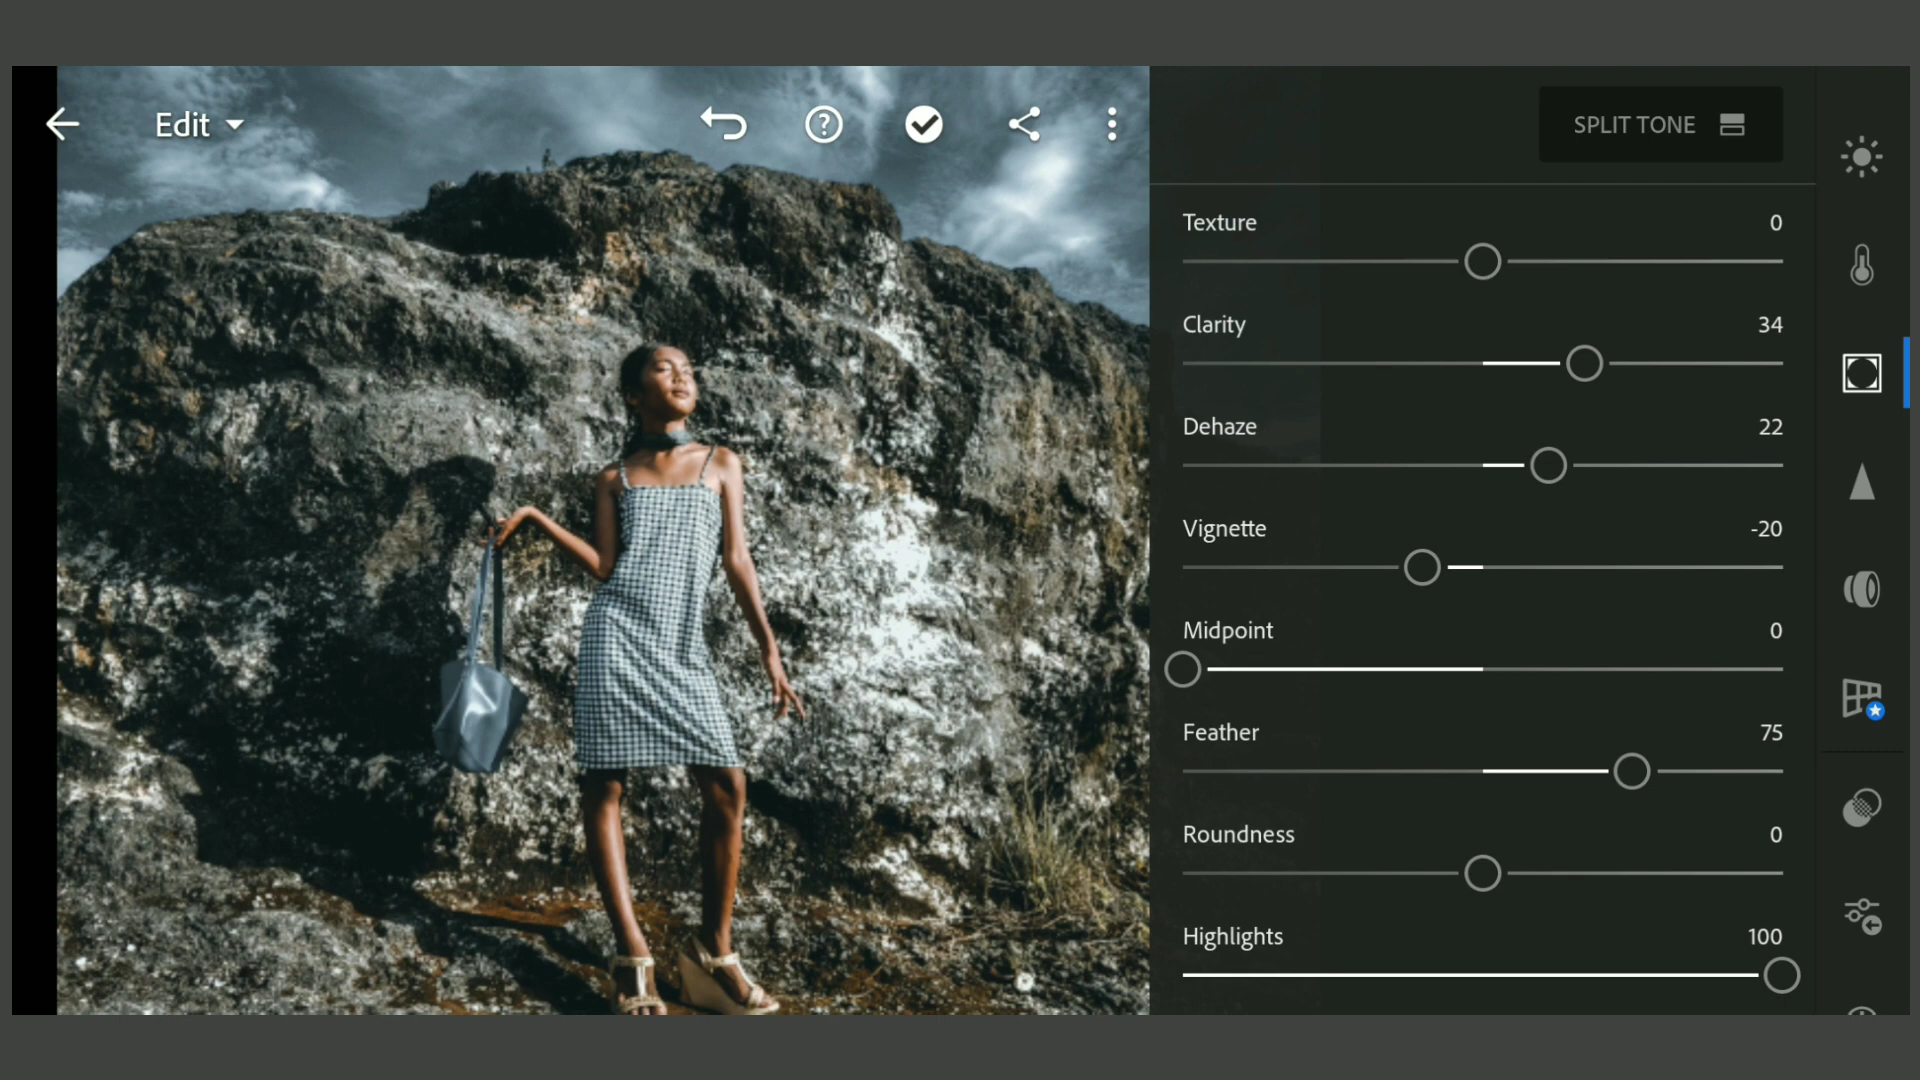 Edit
SPLIT TONE
Texture 0
Clarity 34
Dehaze 22
Vignette -20
Midpoint 0
Feather 75
Roundness 0
Highlights 100